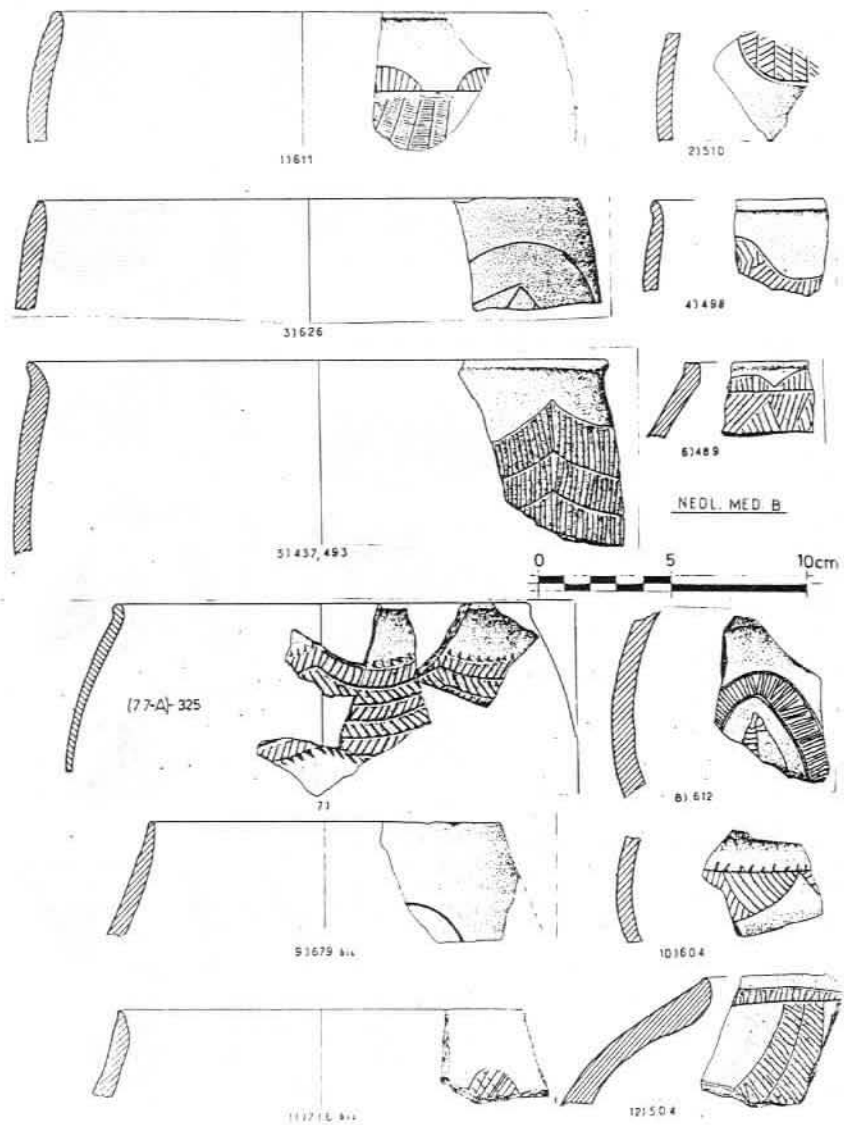 1)611
2)510
3)626
4)498
5)437,493
6)489
NEOL. MED. B
0 5 10cm
(77-A)-325
7)
8) 612
9)679 bis
10)604
bis
12)504